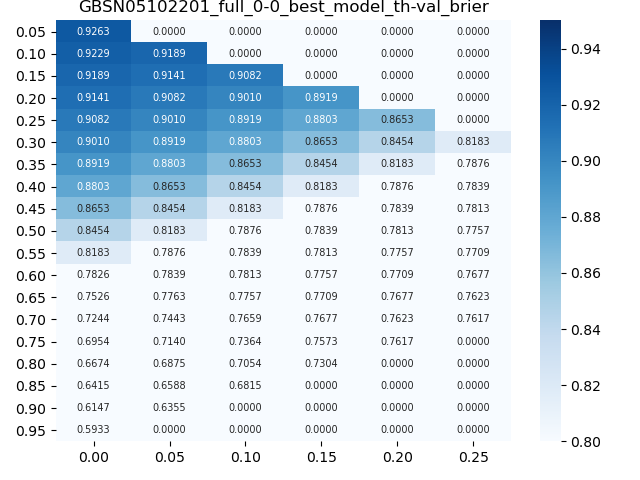 GBSN05102201_full_0-0_best_model_th-val_brier
0.05 0.9263 0.0000 0.0000 0.0000 0.0000 0.0000
0.10 0.9229 0.9189 0.0000 0.0000 0.0000 0.0000
0.15 0.9189 0.9141 0.9082 0.0000 0.0000 0.0000
0.20 0.9141 0.9082 0.9010 0.8919 0.0000 0.0000
0.25 0.9082 0.9010 0.8919 0.8803 0.8653 0.0000
0.30 0.9010 0.8919 0.8803 0.8653 0.8454 0.8183
0.35 0.8919 0.8803 0.8653 0.8454 0.8183 0.7876
0.40 0.8803 0.8653 0.8454 0.8183 0.7876 0.7839
0.45 0.8653 0.8454 0.8183 0.7876 0.7839 0.7813
0.50 0.8454 0.8183 0.7876 0.7839 0.7813 0.7757
0.55 0.8183 0.7876 0.7839 0.7813 0.7757 0.7709
0.60 0.7826 0.7839 0.7813 0.7757 0.7709 0.7677
0.65 0.7526 0.7763 0.7757 0.7709 0.7677 0.7623
0.70 0.7244 0.7443 0.7659 0.7677 0.7623 0.7617
0.75 0.6954 0.7140 0.7364 0.7573 0.7617 0.0000
0.80 0.6674 0.6875 0.7054 0.7304 0.0000 0.0000
0.85 0.6415 0.6588 0.6815 0.0000 0.0000 0.0000
0.90 0.6147 0.6355 0.0000 0.0000 0.0000 0.0000
0.95 0.5933 0.0000 0.0000 0.0000 0.0000 0.0000
0.00 0.05 0.10 0.15 0.20 0.25
0.94
0.92
0.90
0.88
0.86
0.84
0.82
0.80